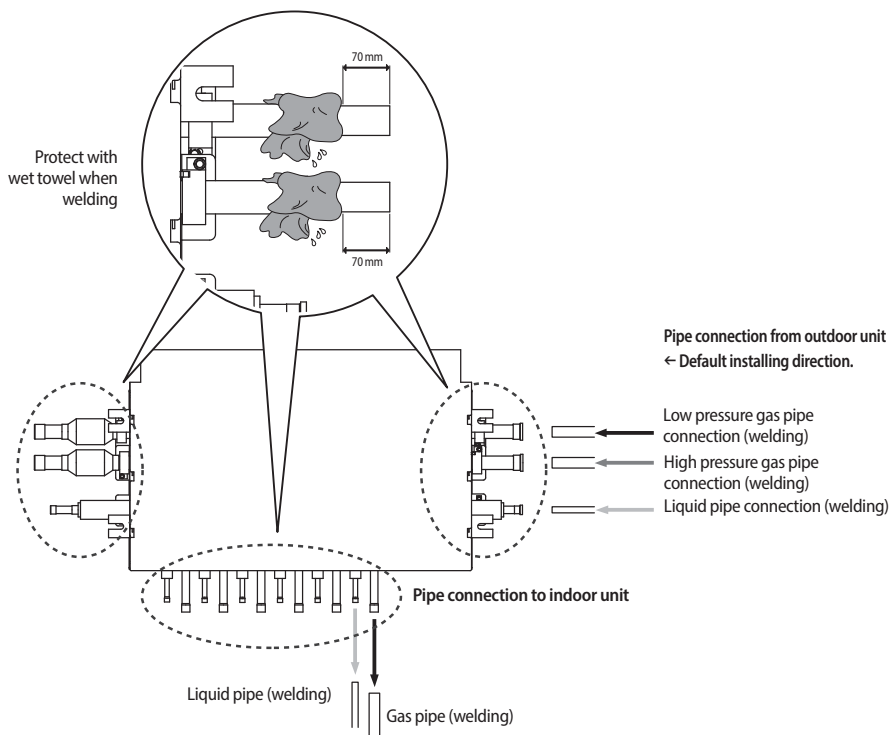 70 mm
Protect with
wet towel when
welding
70 mm
Pipe connection from outdoor unit
← Default installing direction.
Low pressure gas pipe
connection (welding)
High pressure gas pipe
connection (welding)
Liquid pipe connection (welding)
Pipe connection to indoor unit
Liquid pipe (welding)
Gas pipe (welding)